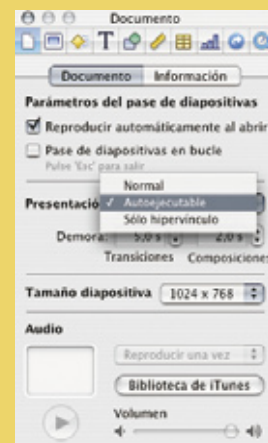 Documento
T
Documento Información
Parámetros del pase de diapositivas
Reproducir automáticamente al abrir
Pase de diapositivas en bucle
Pulse 'Esc' para salir
Normal
Presentació ✓ Autoejecutable
Sólo hipervínculo
Demora: 5,0 s 2,0 s
Transiciones Composiciones
Tamaño diapositiva 1024 x 768
Audio
Reproducir una vez
Biblioteca de iTunes
Volumen